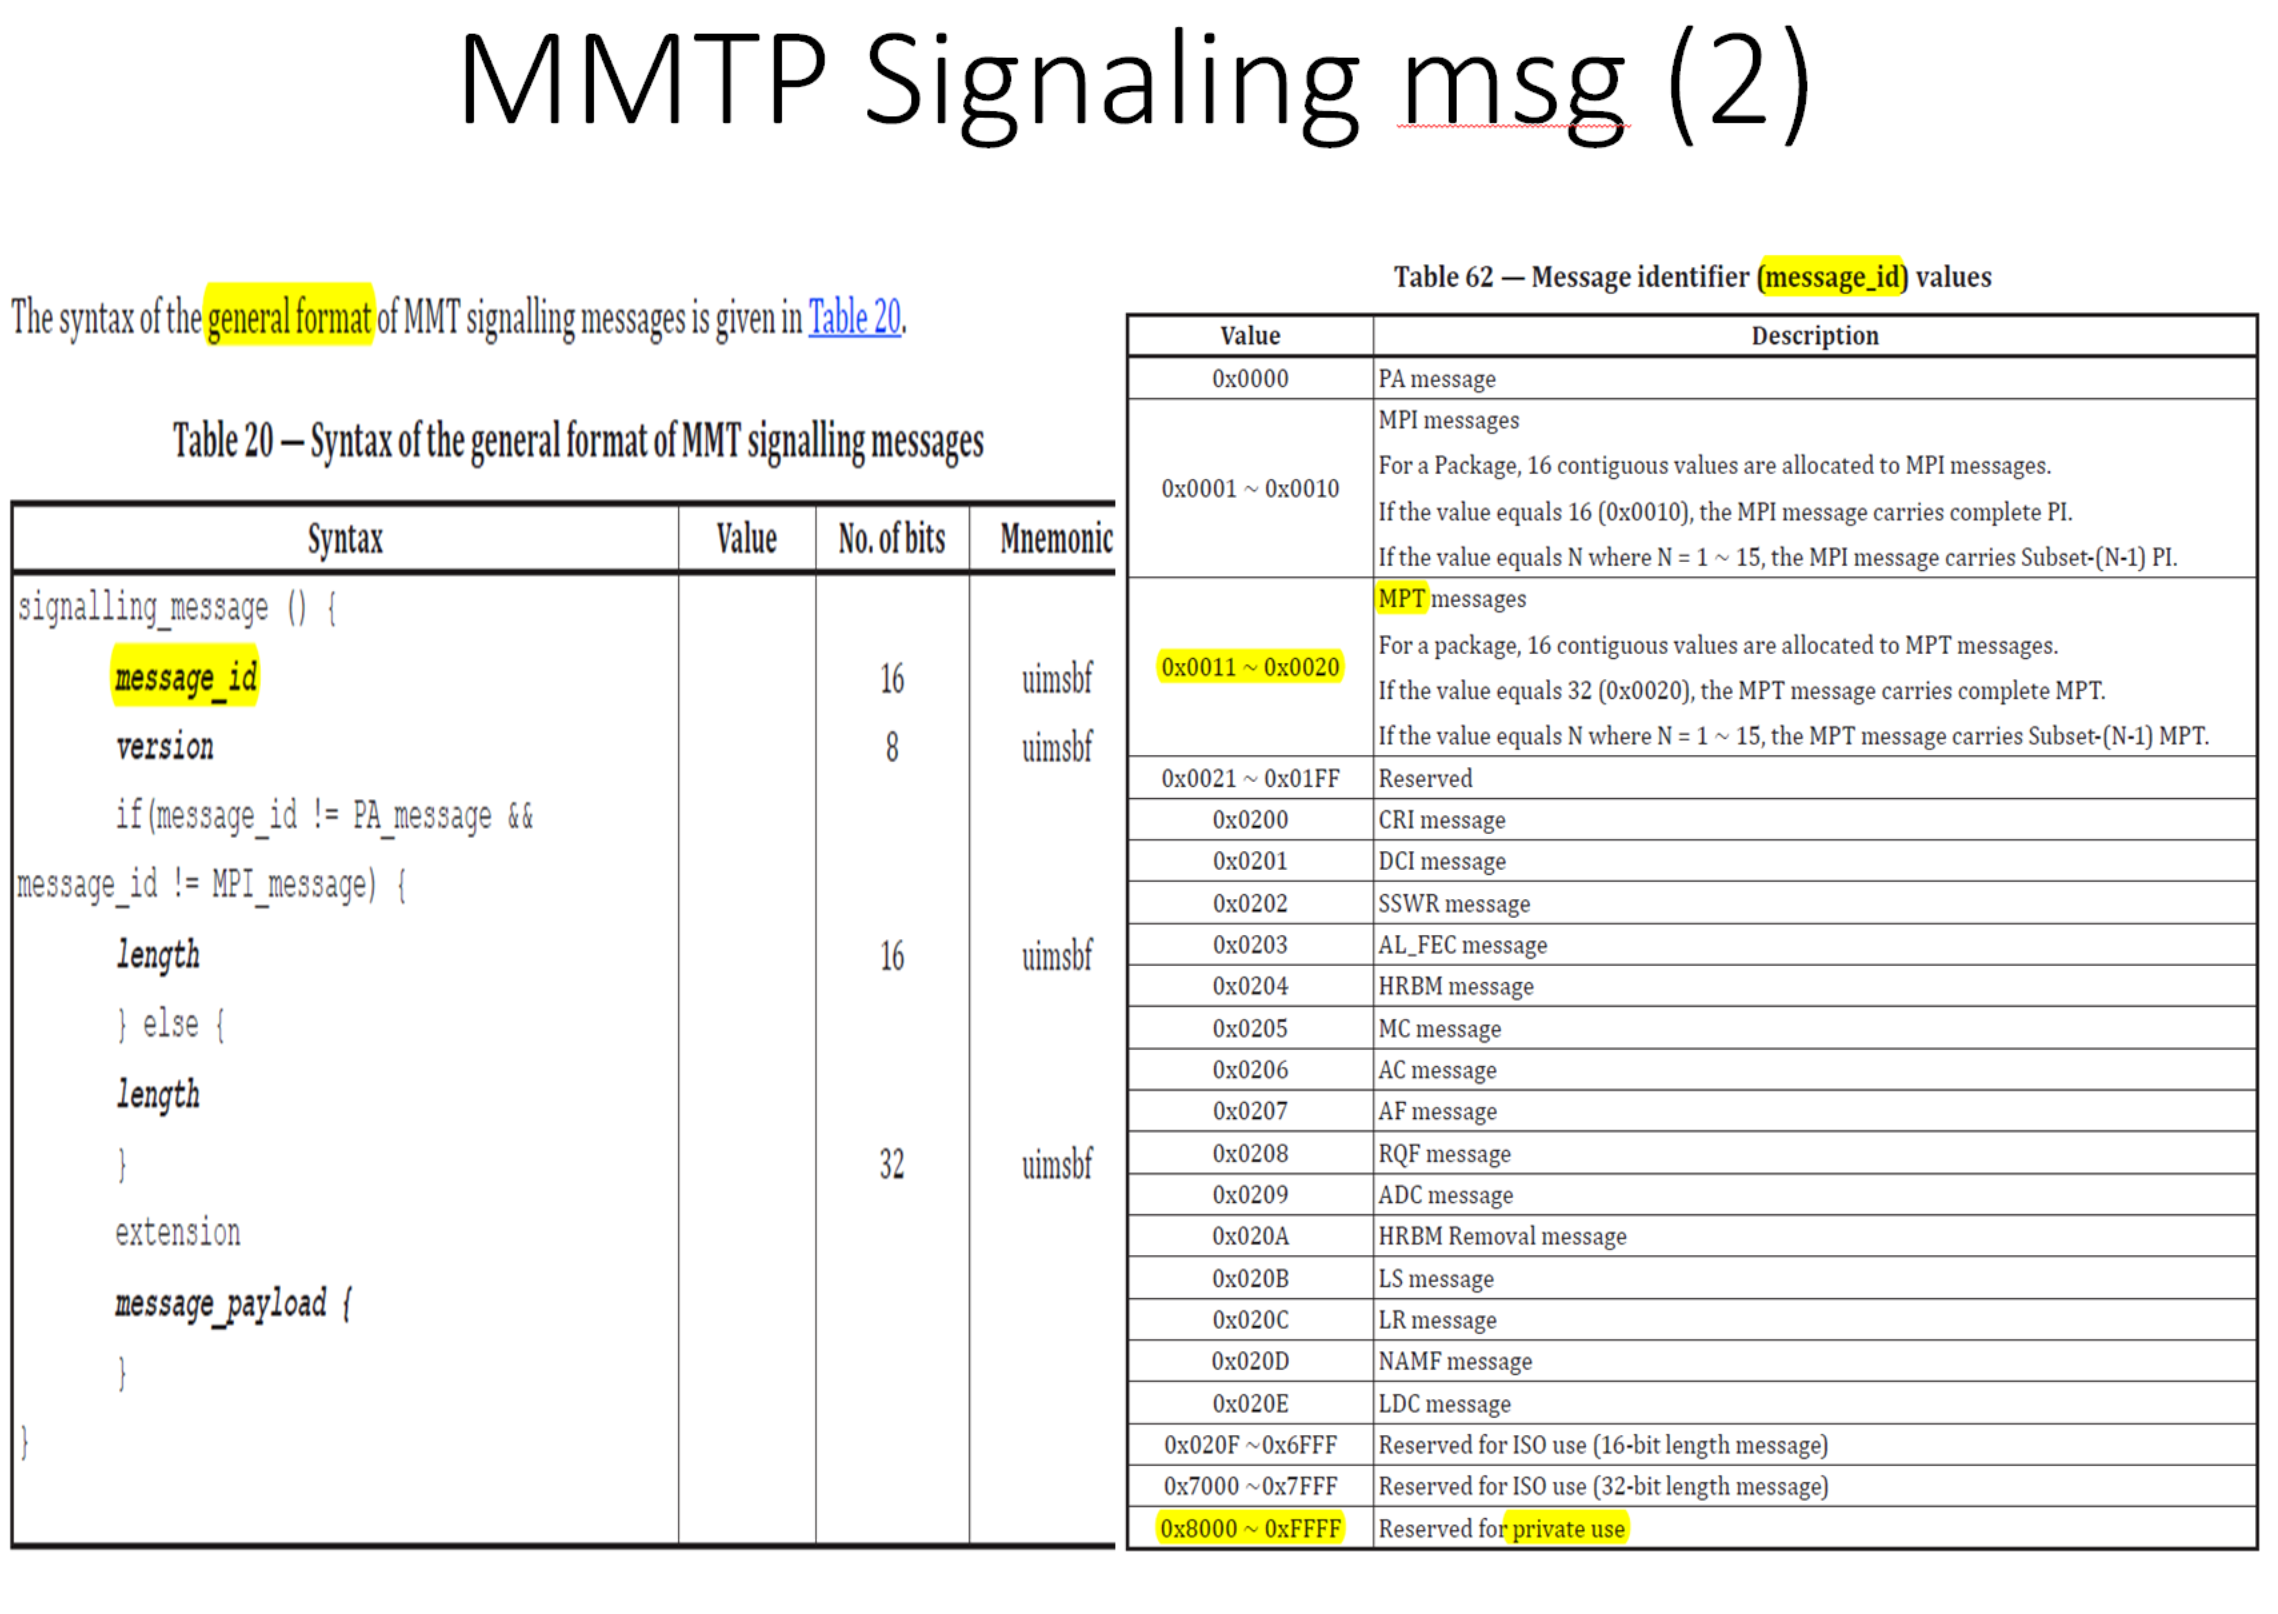 MMTP Signaling msg (2)
The syntax of the general format of MMT signalling messages is given in Table 20.
Table 20 — Syntax of the general format of MMT signalling messages
Syntax Value No. of bits Mnemonic
signalling_message () {
message_id 16 uimsbf
version 8 uimsbf
if(message_id != PA_message &&
message_id != MPI_message) {
length 16 uimsbf
} else {
length
} 32 uimsbf
extension
message_payload {
}
}
Table 62 — Message identifier (message_id) values
Value Description
0x0000 PA message
0x0001 ~ 0x0010 MPI messages
For a Package, 16 contiguous values are allocated to MPI messages.
If the value equals 16 (0x0010), the MPI message carries complete PI.
If the value equals N where N = 1 ~ 15, the MPI message carries Subset-(N-1) PI.
0x0011 ~ 0x0020 MPT messages
For a package, 16 contiguous values are allocated to MPT messages.
If the value equals 32 (0x0020), the MPT message carries complete MPT.
If the value equals N where N = 1 ~ 15, the MPT message carries Subset-(N-1) MPT.
0x0021 ~ 0x01FF Reserved
0x0200 CRI message
0x0201 DCI message
0x0202 SSWR message
0x0203 AL_FEC message
0x0204 HRBM message
0x0205 MC message
0x0206 AC message
0x0207 AF message
0x0208 RQF message
0x0209 ADC message
0x020A HRBM Removal message
0x020B LS message
0x020C LR message
0x020D NAMF message
0x020E LDC message
0x020F ~0x6FFF Reserved for ISO use (16-bit length message)
0x7000 ~0x7FFF Reserved for ISO use (32-bit length message)
0x8000 ~ 0xFFFF Reserved for private use